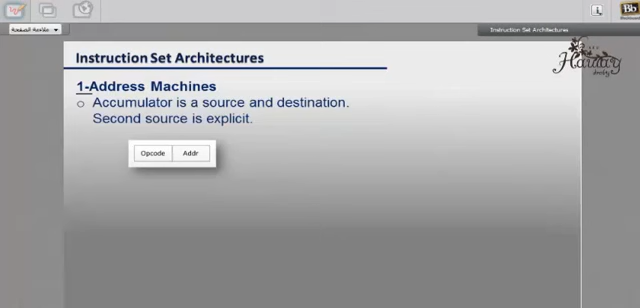 Bb
Instruction Set Architectures
Instruction Set Architectures
1-Address Machines
Accumulator is a source and destination.
Second source is explicit.
Opcode Addr